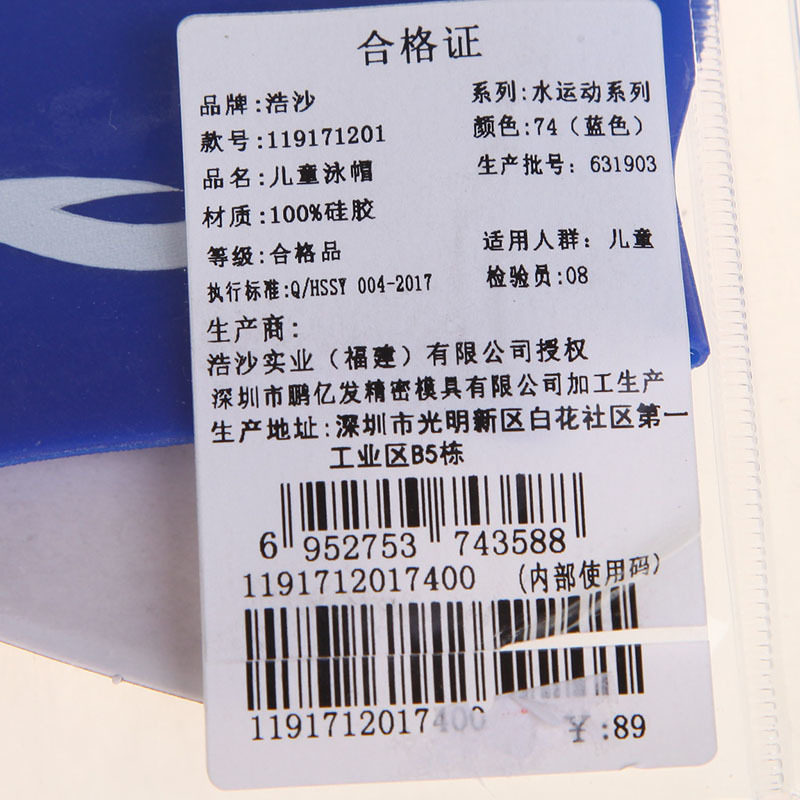 合格证
品牌:浩沙 系列:水运动系列
款号:119171201 颜色:74（蓝色）
品名:儿童泳帽 生产批号: 631903
材质:100%硅胶
等级:合格品 适用人群: 儿童
执行标准:Q/HSSY 004-2017 检验员:08
生产商:
浩沙实业（福建）有限公司授权
深圳市鹏亿发精密模具有限公司加工生产
生产地址:深圳市光明新区白花社区第一
工业区B5栋
6 952753 743588
1191712017400 (内部使用码)
1191712017400 ¥:89